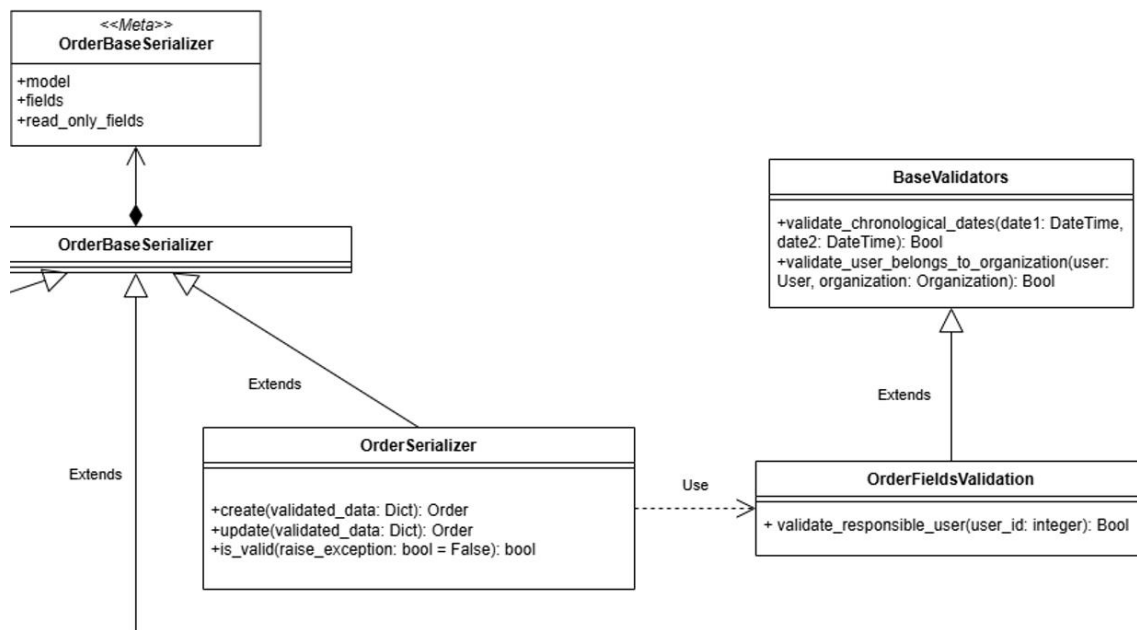 <<Meta>>
OrderBaseSerializer
+model
+fields
+read_only_fields
OrderBaseSerializer
BaseValidators
+validate_chronological_dates(date1: DateTime,
date2: DateTime): Bool
+validate_user_belongs_to_organization(user:
User, organization: Organization): Bool
Extends
Extends
OrderSerializer
+create(validated_data: Dict): Order
+update(validated_data: Dict): Order
+is_valid(raise_exception: bool = False): bool
Extends
Use
OrderFieldsValidation
+ validate_responsible_user(user_id: integer): Bool